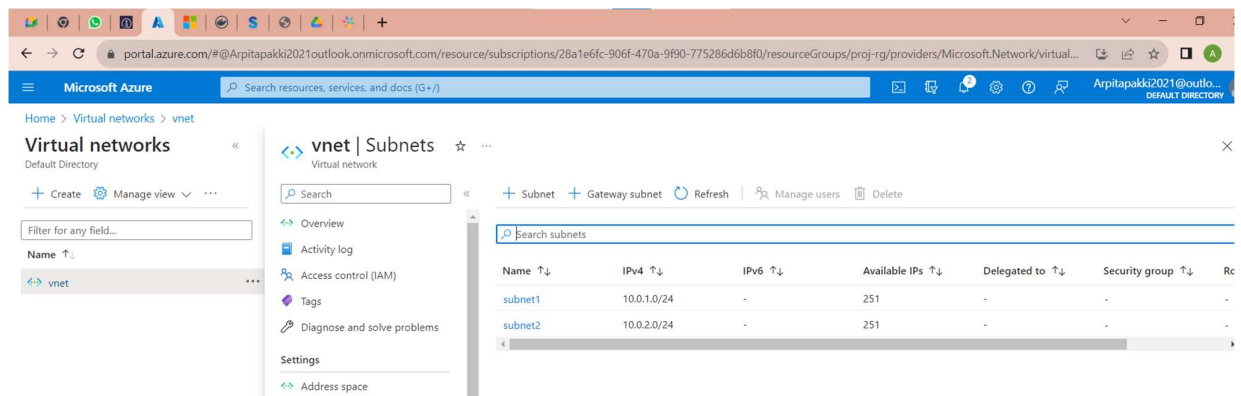 portal.azure.com/#@Arpitapakki2021outlook.onmicrosoft.com/resource/subscriptions/28a1e6fc-906f-470a-9f90-775286d6b8f0/resourceGroups/proj-rg/providers/Microsoft.Network/virtual...
A
Microsoft Azure
Search resources, services, and docs (G+/)
2
Arpitapakki2021@outlo...
DEFAULT DIRECTORY
Home > Virtual networks > vnet
Virtual networks
Default Directory
+ Create Manage view ...
Filter for any field...
Name ↑↓
vnet ...
vnet | Subnets ...
Virtual network
Search
Overview
Activity log
Access control (IAM)
Tags
Diagnose and solve problems
Settings
Address space
+ Subnet + Gateway subnet Refresh | Manage users Delete
Search subnets
Name ↑↓ IPv4 ↑↓ IPv6 ↑↓ Available IPs ↑↓ Delegated to ↑↓ Security group ↑↓ Ro
subnet1 10.0.1.0/24 - 251 - - -
subnet2 10.0.2.0/24 - 251 - - -